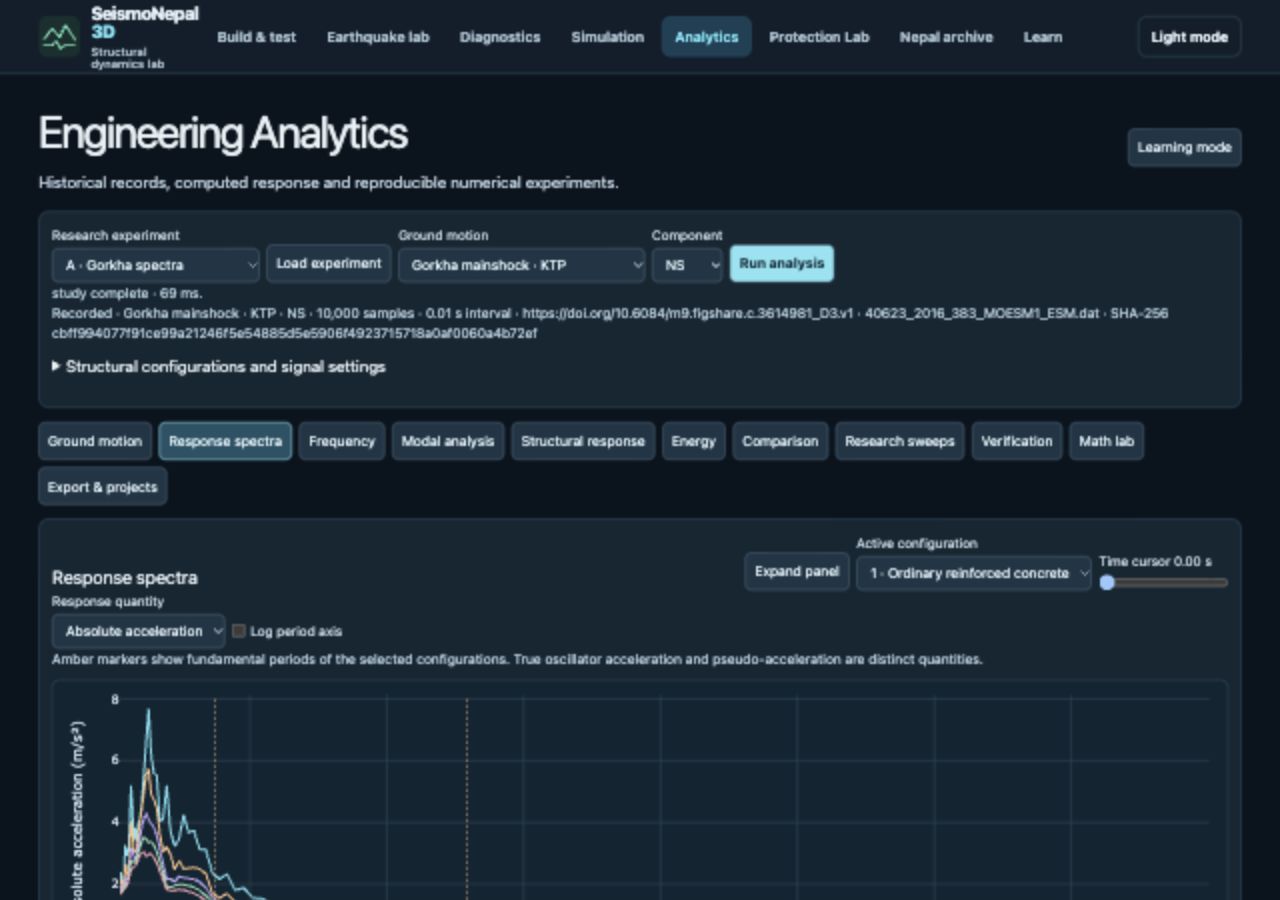 SeismoNepal
3D
Structural
dynamics lab
Build & test
Earthquake lab
Diagnostics
Simulation
Analytics
Protection Lab
Nepal archive
Learn
Light mode
Engineering Analytics
Learning mode
Historical records, computed response and reproducible numerical experiments.
Research experiment
Ground motion
Component
A · Gorkha spectra
Load experiment
Gorkha mainshock · KTP
NS
Run analysis
study complete · 69 ms.
Recorded · Gorkha mainshock · KTP · NS · 10,000 samples · 0.01 s interval · https://doi.org/10.6084/m9.figshare.c.3614981_D3.v1 · 40623_2016_383_MOESM1_ESM.dat · SHA-256
cbff994077f91ce99a21246f5e54885d5e5906f4923715718a0af0060a4b72ef
Structural configurations and signal settings
Ground motion
Response spectra
Frequency
Modal analysis
Structural response
Energy
Comparison
Research sweeps
Verification
Math lab
Export & projects
Active configuration
Response spectra
Expand panel
1 · Ordinary reinforced concrete
Time cursor 0.00 s
Response quantity
Absolute acceleration
Log period axis
Amber markers show fundamental periods of the selected configurations. True oscillator acceleration and pseudo-acceleration are distinct quantities.
8
6
4
2
solute acceleration (m/s²)